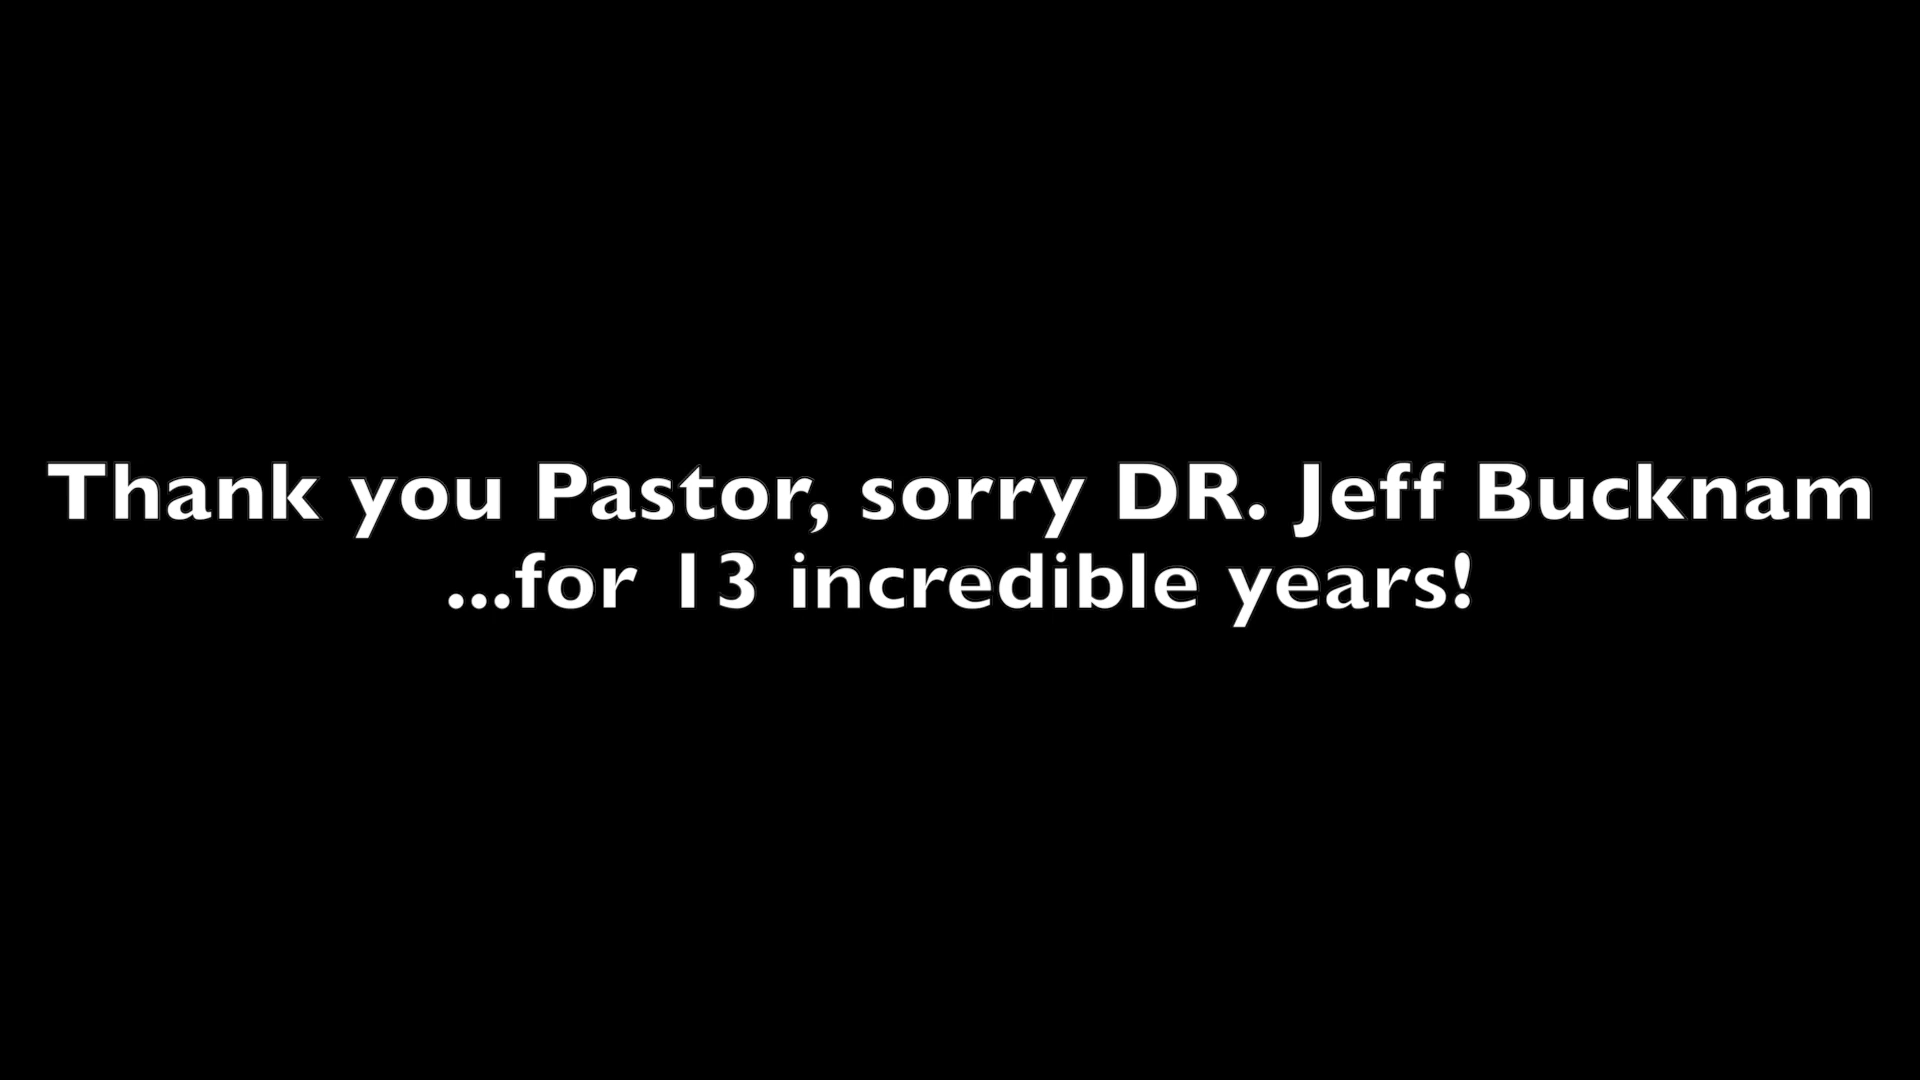 Thank you Pastor, sorry DR. Jeff Bucknam
...for 13 incredible years!